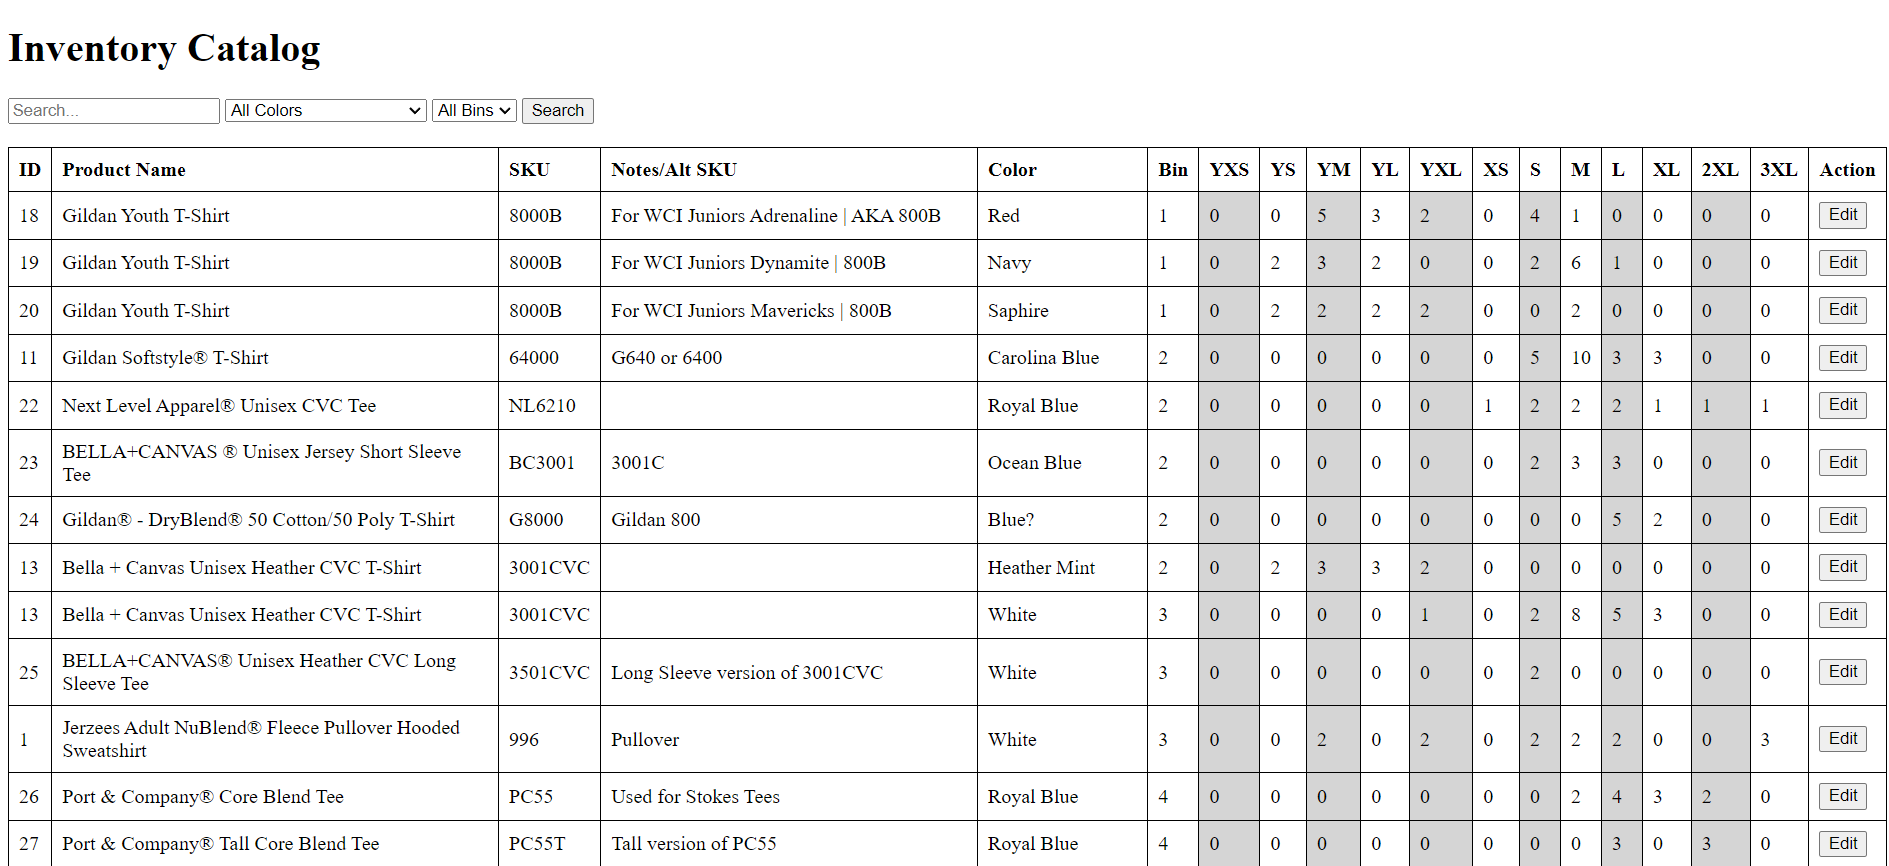 Inventory Catalog
Search... All Colors All Bins Search
ID Product Name SKU Notes/Alt SKU Color Bin YXS YS YM YL YXL XS S M L XL 2XL 3XL Action
18 Gildan Youth T-Shirt 8000B For WCI Juniors Adrenaline | AKA 800B Red 1 0 0 5 3 2 0 4 1 0 0 0 0 Edit
19 Gildan Youth T-Shirt 8000B For WCI Juniors Dynamite | 800B Navy 1 0 2 3 2 0 0 2 6 1 0 0 0 Edit
20 Gildan Youth T-Shirt 8000B For WCI Juniors Mavericks | 800B Saphire 1 0 2 2 2 2 0 0 2 0 0 0 0 Edit
11 Gildan Softstyle® T-Shirt 64000 G640 or 6400 Carolina Blue 2 0 0 0 0 0 0 5 10 3 3 0 0 Edit
22 Next Level Apparel® Unisex CVC Tee NL6210 Royal Blue 2 0 0 0 0 0 1 2 2 2 1 1 1 Edit
BELLA+CANVAS ® Unisex Jersey Short Sleeve
23 Tee BC3001 3001C Ocean Blue 2 0 0 0 0 0 0 2 3 3 0 0 0 Edit
24 Gildan® - DryBlend® 50 Cotton/50 Poly T-Shirt G8000 Gildan 800 Blue? 2 0 0 0 0 0 0 0 0 5 2 0 0 Edit
13 Bella + Canvas Unisex Heather CVC T-Shirt 3001CVC Heather Mint 2 0 2 3 3 2 0 0 0 0 0 0 0 Edit
13 Bella + Canvas Unisex Heather CVC T-Shirt 3001CVC White 3 0 0 0 0 1 0 2 8 5 3 0 0 Edit
BELLA+CANVAS® Unisex Heather CVC Long
25 Sleeve Tee 3501CVC Long Sleeve version of 3001CVC White 3 0 0 0 0 0 0 2 0 0 0 0 0 Edit
Jerzees Adult NuBlend® Fleece Pullover Hooded
1 Sweatshirt 996 Pullover White 3 0 0 2 0 2 0 2 2 2 0 0 3 Edit
26 Port & Company® Core Blend Tee PC55 Used for Stokes Tees Royal Blue 4 0 0 0 0 0 0 0 2 4 3 2 0 Edit
27 Port & Company® Tall Core Blend Tee PC55T Tall version of PC55 Royal Blue 4 0 0 0 0 0 0 0 0 3 0 3 0 Edit